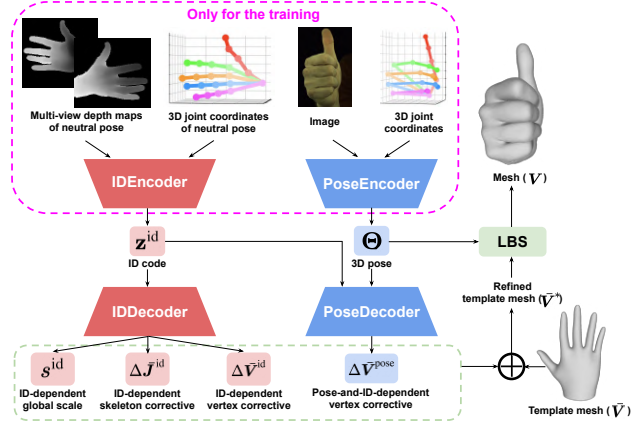 Only for the training
Multi-view depth maps
of neutral pose
3D joint coordinates
of neutral pose
Image
3D joint
coordinates
IDEncoder
PoseEncoder
Mesh ( V )
z^id
ID code
Θ
3D pose
LBS
IDDecoder
PoseDecoder
Refined
template mesh ( V̄* )
s^id
ΔJ̄^id
ΔV̄^id
ΔV̄^pose
ID-dependent
global scale
ID-dependent
skeleton corrective
ID-dependent
vertex corrective
Pose-and-ID-dependent
vertex corrective
Template mesh ( V̄ )